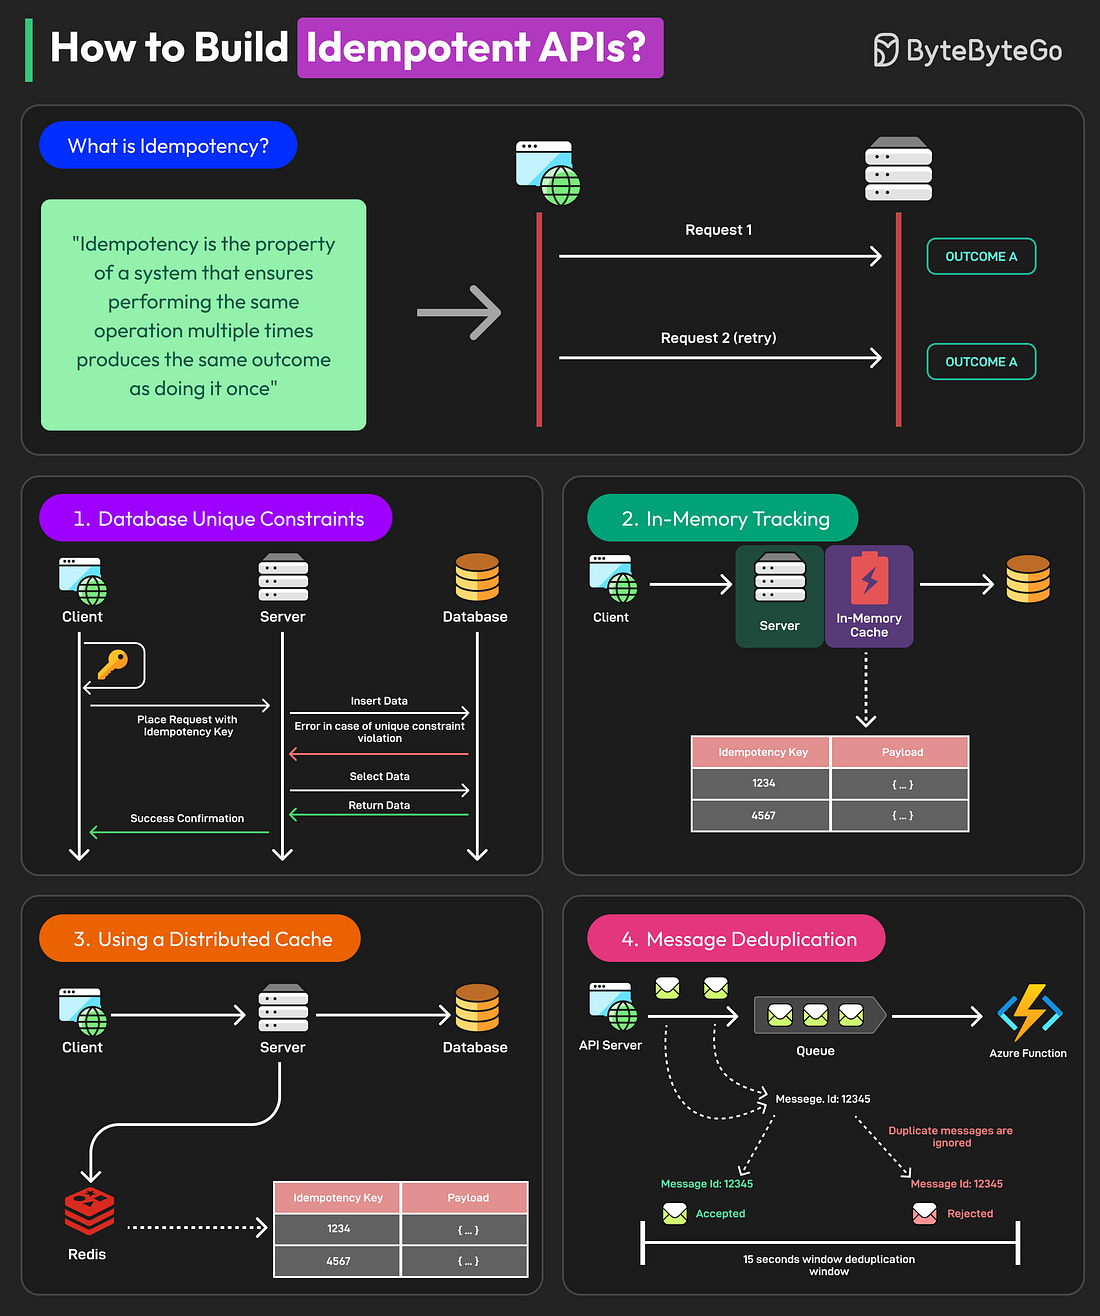 How to Build Idempotent APIs?
ByteByteGo
What is Idempotency?
"Idempotency is the property
of a system that ensures
performing the same
operation multiple times
produces the same outcome
as doing it once"
Request 1
OUTCOME A
Request 2 (retry)
OUTCOME A
1. Database Unique Constraints
Client
Server
Database
Place Request with
Idempotency Key
Insert Data
Error in case of unique constraint
violation
Select Data
Return Data
Success Confirmation
2. In-Memory Tracking
Client
Server
In-Memory
Cache
Idempotency Key Payload
1234 { ... }
4567 { ... }
3. Using a Distributed Cache
Client
Server
Database
Redis
Idempotency Key Payload
1234 { ... }
4567 { ... }
4. Message Deduplication
API Server
Queue
Azure Function
Messege. Id: 12345
Duplicate messages are
ignored
Message Id: 12345
Message Id: 12345
Accepted
Rejected
15 seconds window deduplication
window